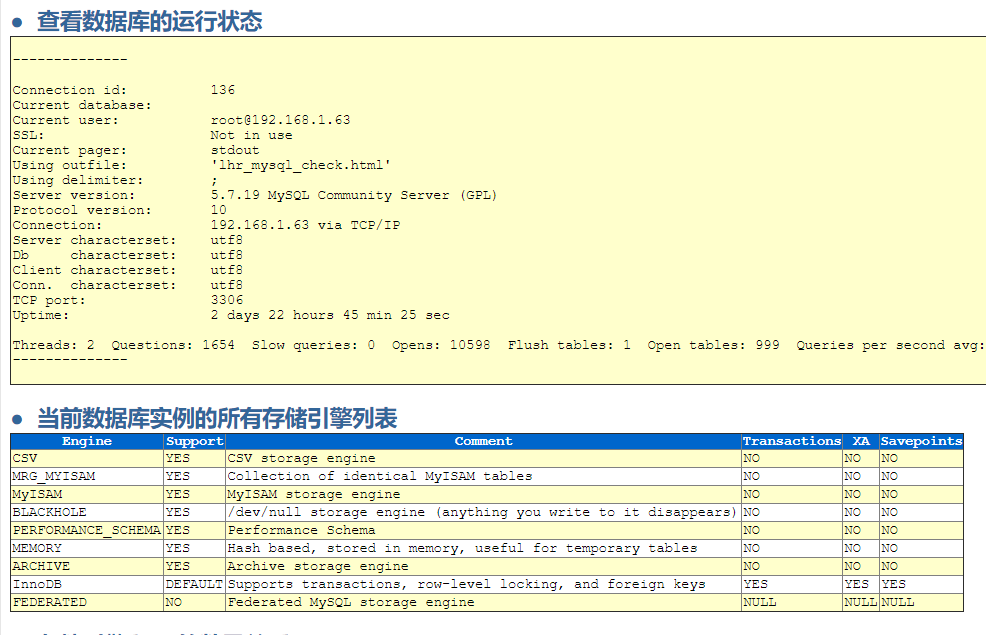 ● 查看数据库的运行状态
--------------
Connection id: 136
Current database:
Current user: root@192.168.1.63
SSL: Not in use
Current pager: stdout
Using outfile: 'lhr_mysql_check.html'
Using delimiter: ;
Server version: 5.7.19 MySQL Community Server (GPL)
Protocol version: 10
Connection: 192.168.1.63 via TCP/IP
Server characterset: utf8
Db characterset: utf8
Client characterset: utf8
Conn. characterset: utf8
TCP port: 3306
Uptime: 2 days 22 hours 45 min 25 sec
Threads: 2 Questions: 1654 Slow queries: 0 Opens: 10598 Flush tables: 1 Open tables: 999 Queries per second avg:
--------------
● 当前数据库实例的所有存储引擎列表
Engine Support Comment Transactions XA Savepoints
CSV YES CSV storage engine NO NO NO
MRG_MYISAM YES Collection of identical MyISAM tables NO NO NO
MyISAM YES MyISAM storage engine NO NO NO
BLACKHOLE YES /dev/null storage engine (anything you write to it disappears) NO NO NO
PERFORMANCE_SCHEMA YES Performance Schema NO NO NO
MEMORY YES Hash based, stored in memory, useful for temporary tables NO NO NO
ARCHIVE YES Archive storage engine NO NO NO
InnoDB DEFAULT Supports transactions, row-level locking, and foreign keys YES YES YES
FEDERATED NO Federated MySQL storage engine NULL NULL NULL